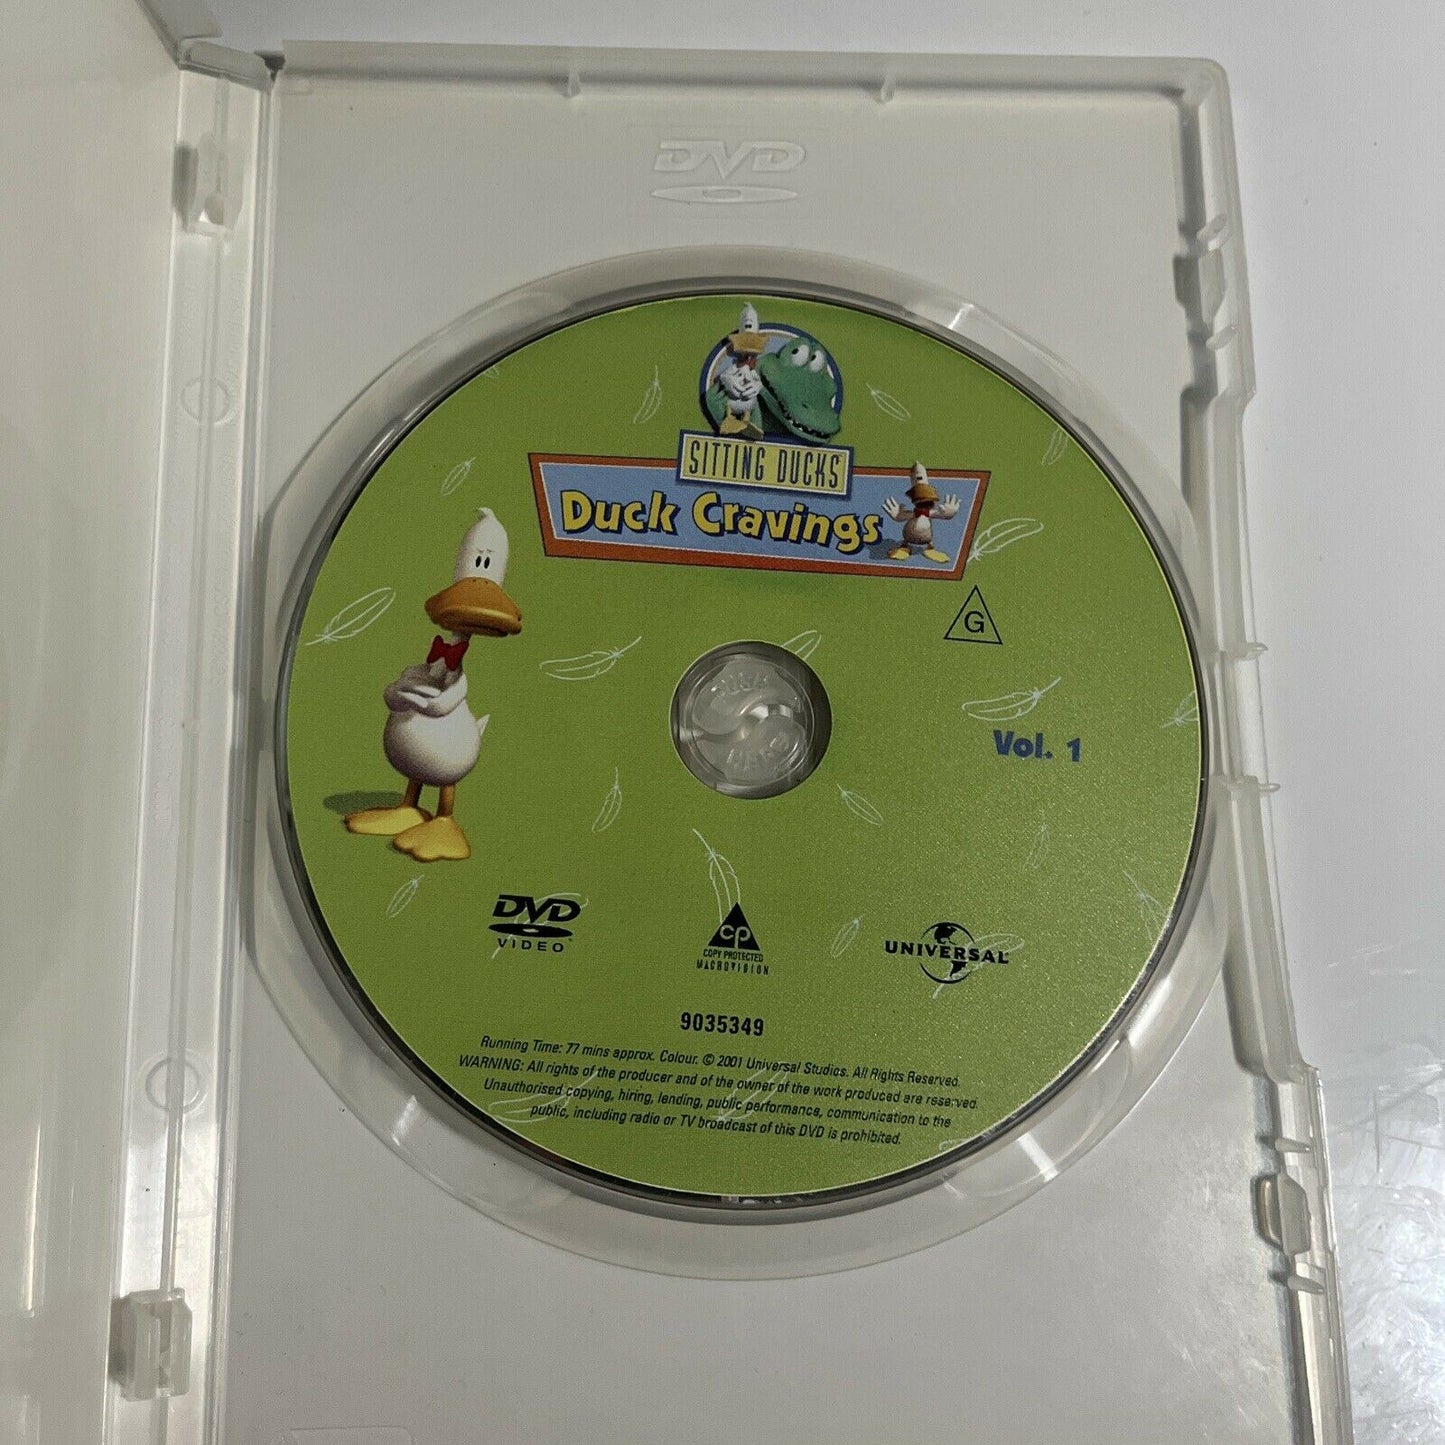 DVD
SITTING DUCKS
Duck Cravings
G
Vol. 1
PUSH
HARD
DVD
VIDEO
cp
COPY PROTECTED
MACROVISION
UNIVERSAL
9035349
Running Time: 77 mins approx. Colour. © 2001 Universal Studios. All Rights Reserved.
WARNING: All rights of the producer and of the owner of the work produced are reserved.
Unauthorised copying, hiring, lending, public performance, communication to the
public, including radio or TV broadcast of this DVD is prohibited.